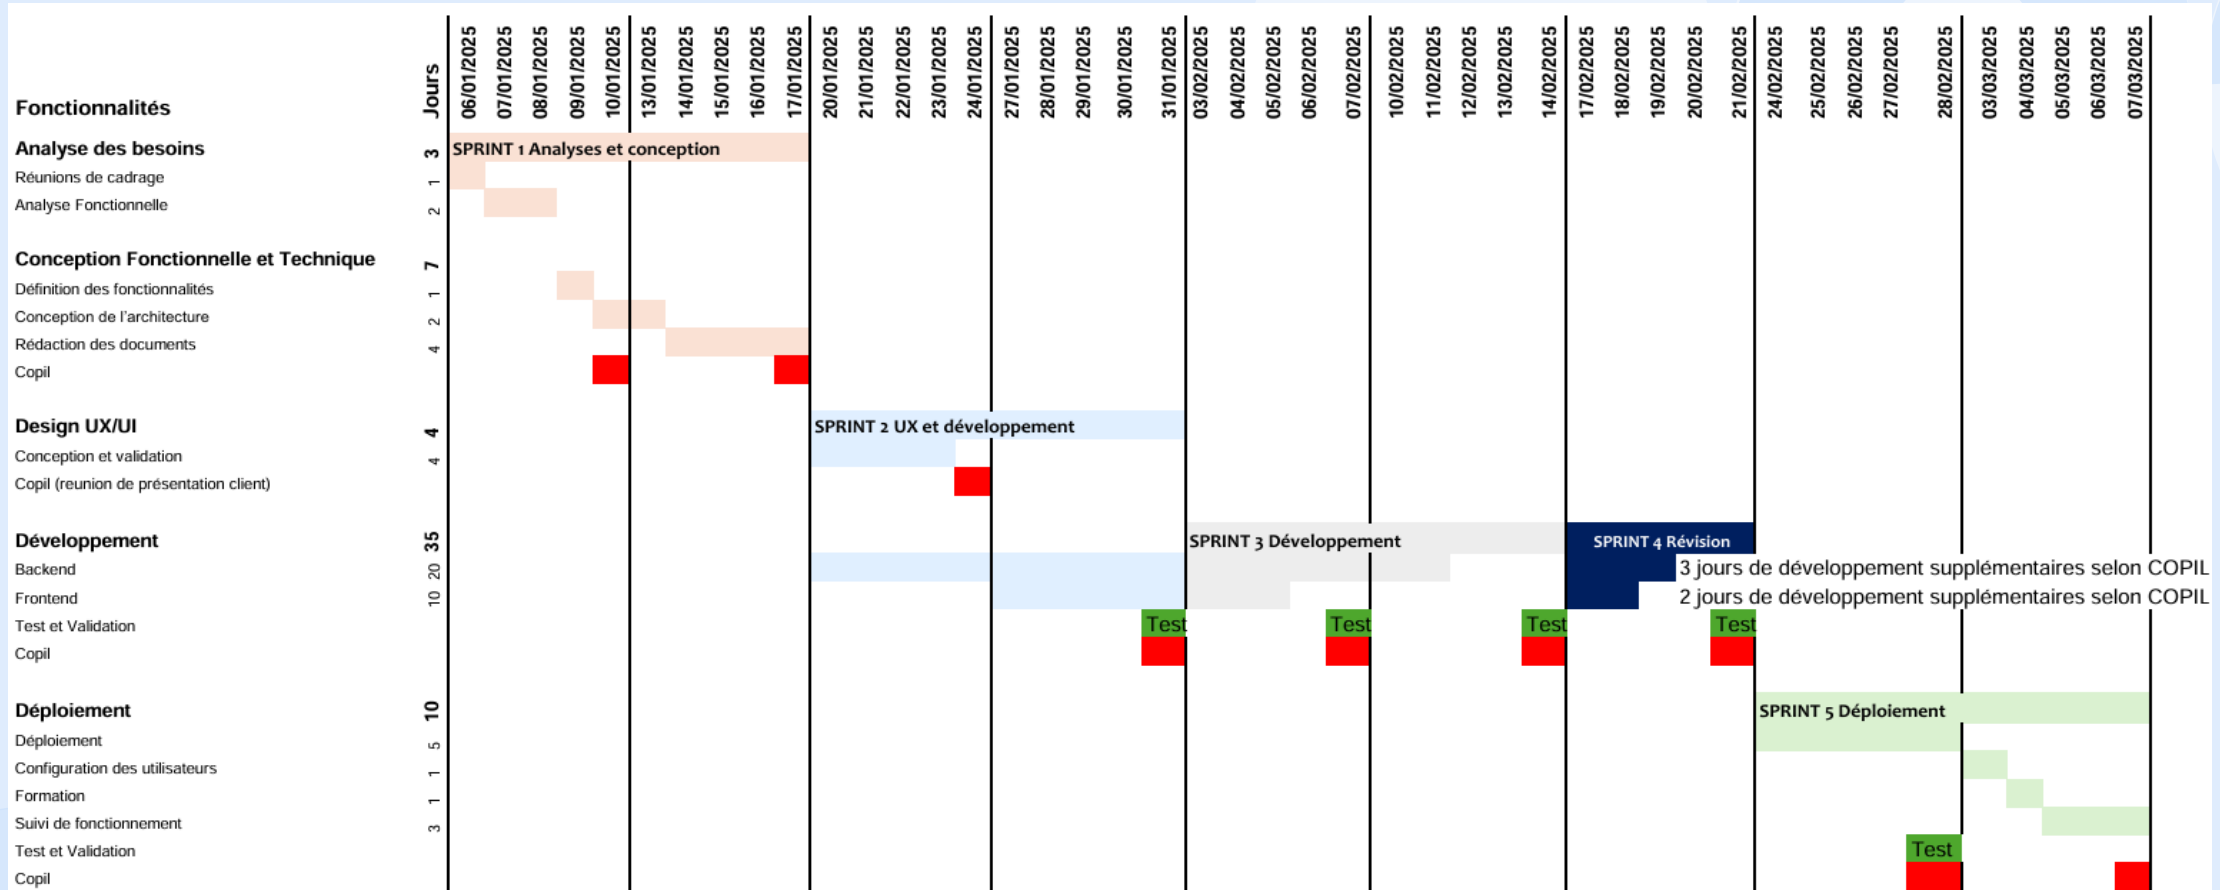 Fonctionnalités Jours 06/01/2025 07/01/2025 08/01/2025 09/01/2025 10/01/2025 13/01/2025 14/01/2025 15/01/2025 16/01/2025 17/01/2025 20/01/2025 21/01/2025 22/01/2025 23/01/2025 24/01/2025 27/01/2025 28/01/2025 29/01/2025 30/01/2025 31/01/2025 03/02/2025 04/02/2025 05/02/2025 06/02/2025 07/02/2025 10/02/2025 11/02/2025 12/02/2025 13/02/2025 14/02/2025 17/02/2025 18/02/2025 19/02/2025 20/02/2025 21/02/2025 24/02/2025 25/02/2025 26/02/2025 27/02/2025 28/02/2025 03/03/2025 04/03/2025 05/03/2025 06/03/2025 07/03/2025
Analyse des besoins 3 SPRINT 1 Analyses et conception
Réunions de cadrage 1
Analyse Fonctionnelle 2
Conception Fonctionnelle et Technique 7
Définition des fonctionnalités 1
Conception de l'architecture 2
Rédaction des documents 4
Copil
Design UX/UI 4 SPRINT 2 UX et développement
Conception et validation 4
Copil (reunion de présentation client)
Développement 35 SPRINT 3 Développement SPRINT 4 Révision
Backend 20 3 jours de développement supplémentaires selon COPIL
Frontend 10 2 jours de développement supplémentaires selon COPIL
Test et Validation Test Test Test Test
Copil
Déploiement 10 SPRINT 5 Déploiement
Déploiement 5
Configuration des utilisateurs 1
Formation 1
Suivi de fonctionnement 3
Test et Validation Test
Copil